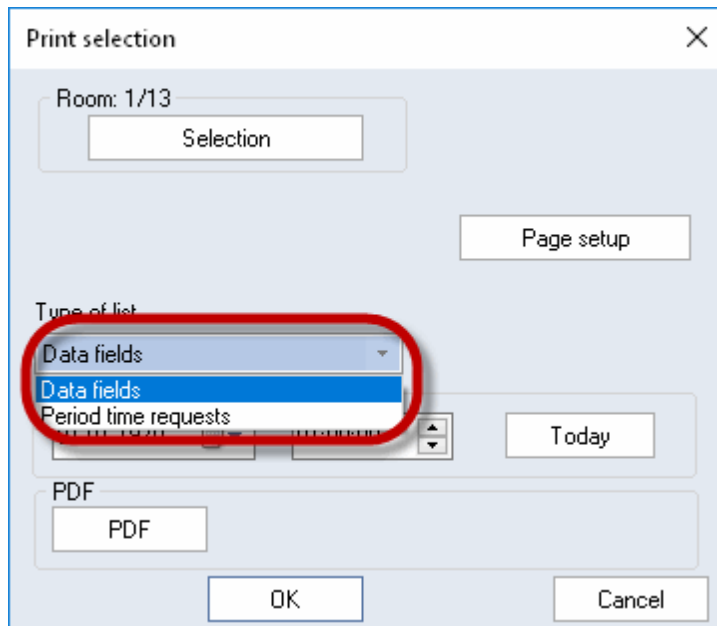 Print selection
Room: 1/13
Selection
Page setup
Type of list
Data fields
Data fields
Period time requests
Today
PDF
PDF
OK
Cancel